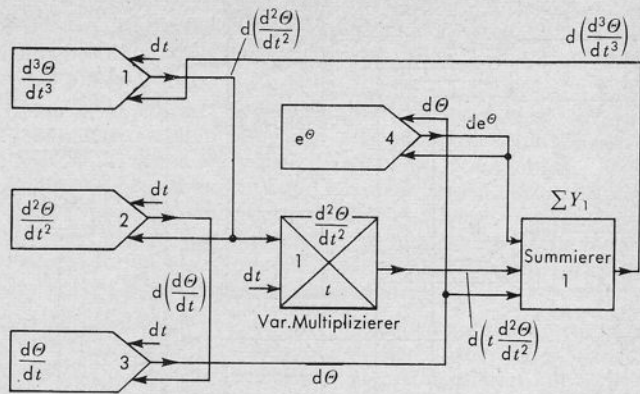 dt
d(d²Θ/dt²)
d(d³Θ/dt³)
d³Θ/dt³
1
dΘ
e^Θ
4
de^Θ
dt
d²Θ/dt²
2
∑Y₁
d²Θ/dt²
1
t
dt
Summierer
1
d(dΘ/dt)
Var.Multiplizierer
dt
dΘ/dt
3
dΘ
d(t d²Θ/dt²)